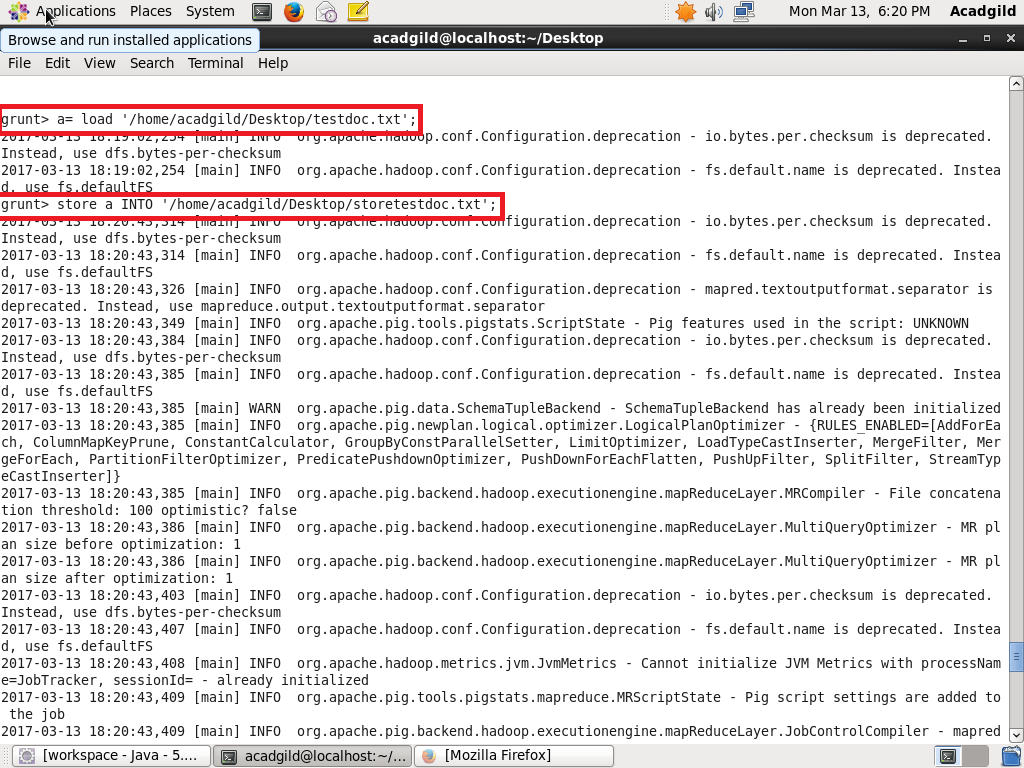 Applications Places System Mon Mar 13, 6:20 PM Acadgild
Browse and run installed applications
acadgild@localhost:~/Desktop
File Edit View Search Terminal Help
grunt> a= load '/home/acadgild/Desktop/testdoc.txt';
2017-03-13 18:19:02,254 [main] INFO  org.apache.hadoop.conf.Configuration.deprecation - io.bytes.per.checksum is deprecated.
Instead, use dfs.bytes-per-checksum
2017-03-13 18:19:02,254 [main] INFO  org.apache.hadoop.conf.Configuration.deprecation - fs.default.name is deprecated. Instea
d, use fs.defaultFS
grunt> store a INTO '/home/acadgild/Desktop/storetestdoc.txt';
2017-03-13 18:20:43,314 [main] INFO  org.apache.hadoop.conf.Configuration.deprecation - io.bytes.per.checksum is deprecated.
Instead, use dfs.bytes-per-checksum
2017-03-13 18:20:43,314 [main] INFO  org.apache.hadoop.conf.Configuration.deprecation - fs.default.name is deprecated. Instea
d, use fs.defaultFS
2017-03-13 18:20:43,326 [main] INFO  org.apache.hadoop.conf.Configuration.deprecation - mapred.textoutputformat.separator is
deprecated. Instead, use mapreduce.output.textoutputformat.separator
2017-03-13 18:20:43,349 [main] INFO  org.apache.pig.tools.pigstats.ScriptState - Pig features used in the script: UNKNOWN
2017-03-13 18:20:43,384 [main] INFO  org.apache.hadoop.conf.Configuration.deprecation - io.bytes.per.checksum is deprecated.
Instead, use dfs.bytes-per-checksum
2017-03-13 18:20:43,385 [main] INFO  org.apache.hadoop.conf.Configuration.deprecation - fs.default.name is deprecated. Instea
d, use fs.defaultFS
2017-03-13 18:20:43,385 [main] WARN  org.apache.pig.data.SchemaTupleBackend - SchemaTupleBackend has already been initialized
2017-03-13 18:20:43,385 [main] INFO  org.apache.pig.newplan.logical.optimizer.LogicalPlanOptimizer - {RULES_ENABLED=[AddForEa
ch, ColumnMapKeyPrune, ConstantCalculator, GroupByConstParallelSetter, LimitOptimizer, LoadTypeCastInserter, MergeFilter, Mer
geForEach, PartitionFilterOptimizer, PredicatePushdownOptimizer, PushDownForEachFlatten, PushUpFilter, SplitFilter, StreamTyp
eCastInserter]}
2017-03-13 18:20:43,385 [main] INFO  org.apache.pig.backend.hadoop.executionengine.mapReduceLayer.MRCompiler - File concatena
tion threshold: 100 optimistic? false
2017-03-13 18:20:43,386 [main] INFO  org.apache.pig.backend.hadoop.executionengine.mapReduceLayer.MultiQueryOptimizer - MR pl
an size before optimization: 1
2017-03-13 18:20:43,386 [main] INFO  org.apache.pig.backend.hadoop.executionengine.mapReduceLayer.MultiQueryOptimizer - MR pl
an size after optimization: 1
2017-03-13 18:20:43,403 [main] INFO  org.apache.hadoop.conf.Configuration.deprecation - io.bytes.per.checksum is deprecated.
Instead, use dfs.bytes-per-checksum
2017-03-13 18:20:43,407 [main] INFO  org.apache.hadoop.conf.Configuration.deprecation - fs.default.name is deprecated. Instea
d, use fs.defaultFS
2017-03-13 18:20:43,408 [main] INFO  org.apache.hadoop.metrics.jvm.JvmMetrics - Cannot initialize JVM Metrics with processNam
e=JobTracker, sessionId= - already initialized
2017-03-13 18:20:43,409 [main] INFO  org.apache.pig.tools.pigstats.mapreduce.MRScriptState - Pig script settings are added to
 the job
2017-03-13 18:20:43,409 [main] INFO  org.apache.pig.backend.hadoop.executionengine.mapReduceLayer.JobControlCompiler - mapred
[workspace - Java - 5.... acadgild@localhost:~/... [Mozilla Firefox]